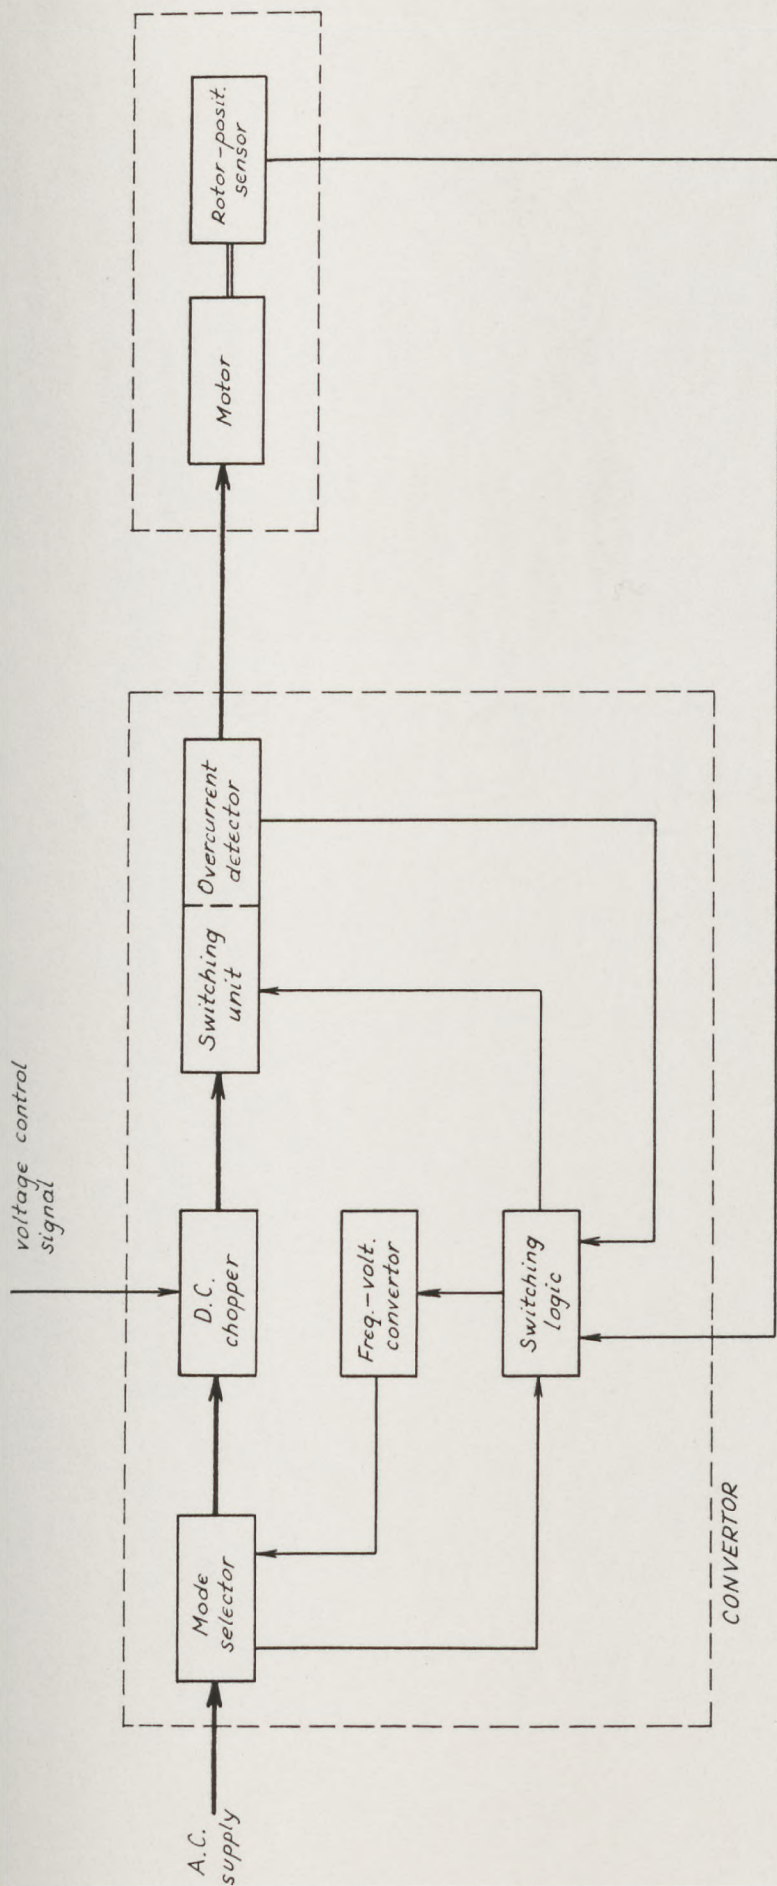 voltage control
signal
A.C.
supply
Mode
selector
D.C.
chopper
Switching
unit
Overcurrent
detector
Motor
Rotor-posit.
sensor
Freq.-volt.
convertor
Switching
logic
CONVERTOR